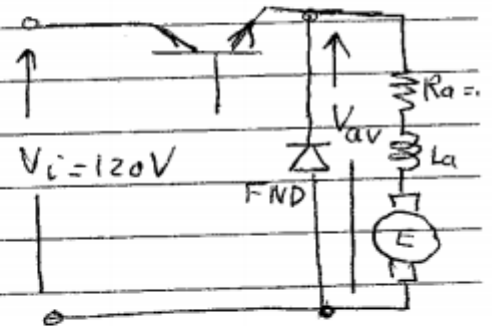 Ra=.
Vav
La
Vi=120V
FND
E